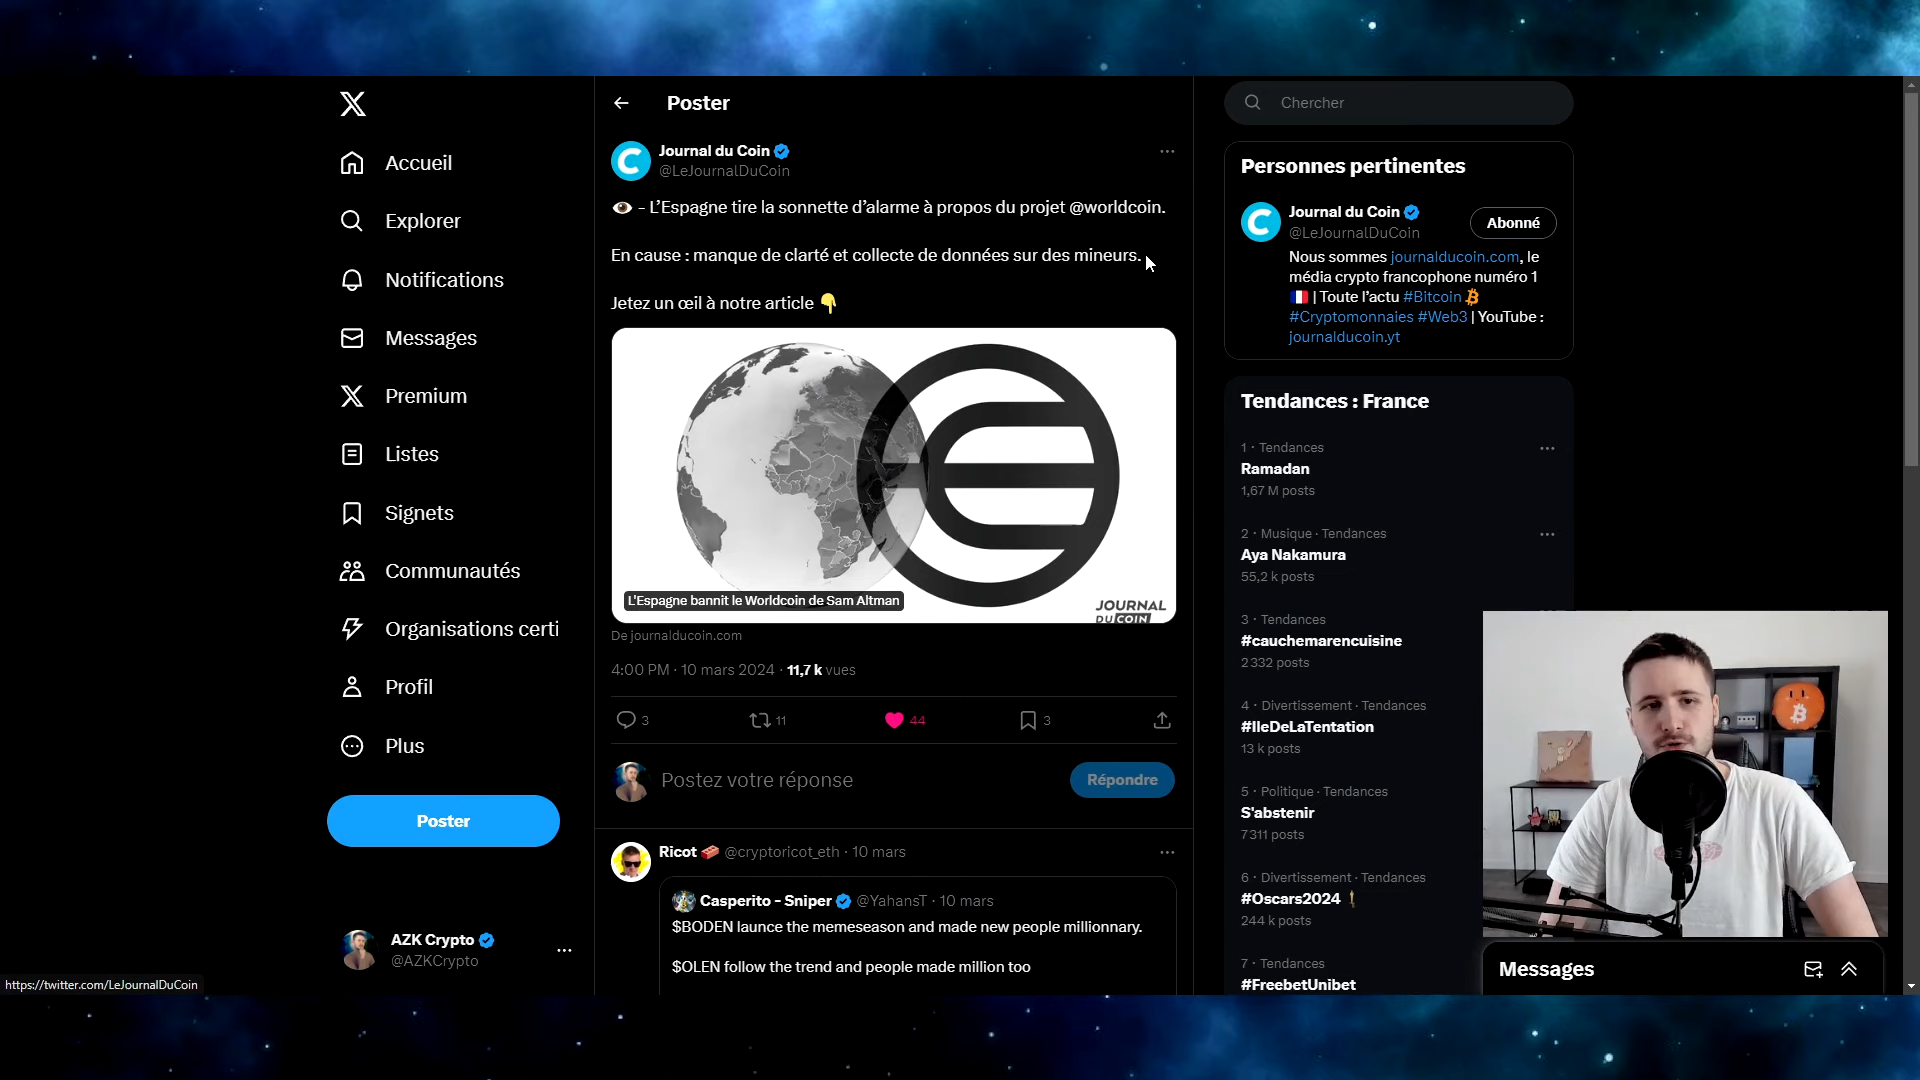 Accueil
Explorer
Notifications
Messages
Premium
Listes
Signets
Communautés
Organisations certi
Profil
Plus
Poster
AZK Crypto
@AZKCrypto
https://twitter.com/LeJournalDuCoin
Poster
Journal du Coin
@LeJournalDuCoin
- L'Espagne tire la sonnette d'alarme à propos du projet @worldcoin.
En cause : manque de clarté et collecte de données sur des mineurs.
Jetez un œil à notre article
L'Espagne bannit le Worldcoin de Sam Altman
JOURNAL
DU COIN
De journalducoin.com
4:00 PM · 10 mars 2024 · 11,7 k vues
3
11
44
3
Postez votre réponse
Répondre
Ricot @cryptoricot_eth · 10 mars
Casperito - Sniper @YahansT · 10 mars
$BODEN launce the memeseason and made new people millionnary.
$OLEN follow the trend and people made million too
Chercher
Personnes pertinentes
Journal du Coin
@LeJournalDuCoin
Abonné
Nous sommes journalducoin.com, le
média crypto francophone numéro 1
| Toute l'actu #Bitcoin
#Cryptomonnaies #Web3 | YouTube :
journalducoin.yt
Tendances : France
1 · Tendances
Ramadan
1,67 M posts
2 · Musique · Tendances
Aya Nakamura
55,2 k posts
3 · Tendances
#cauchemarencuisine
2 332 posts
4 · Divertissement · Tendances
#IleDeLaTentation
13 k posts
5 · Politique · Tendances
S'abstenir
7 311 posts
6 · Divertissement · Tendances
#Oscars2024
244 k posts
7 · Tendances
#FreebetUnibet
Messages